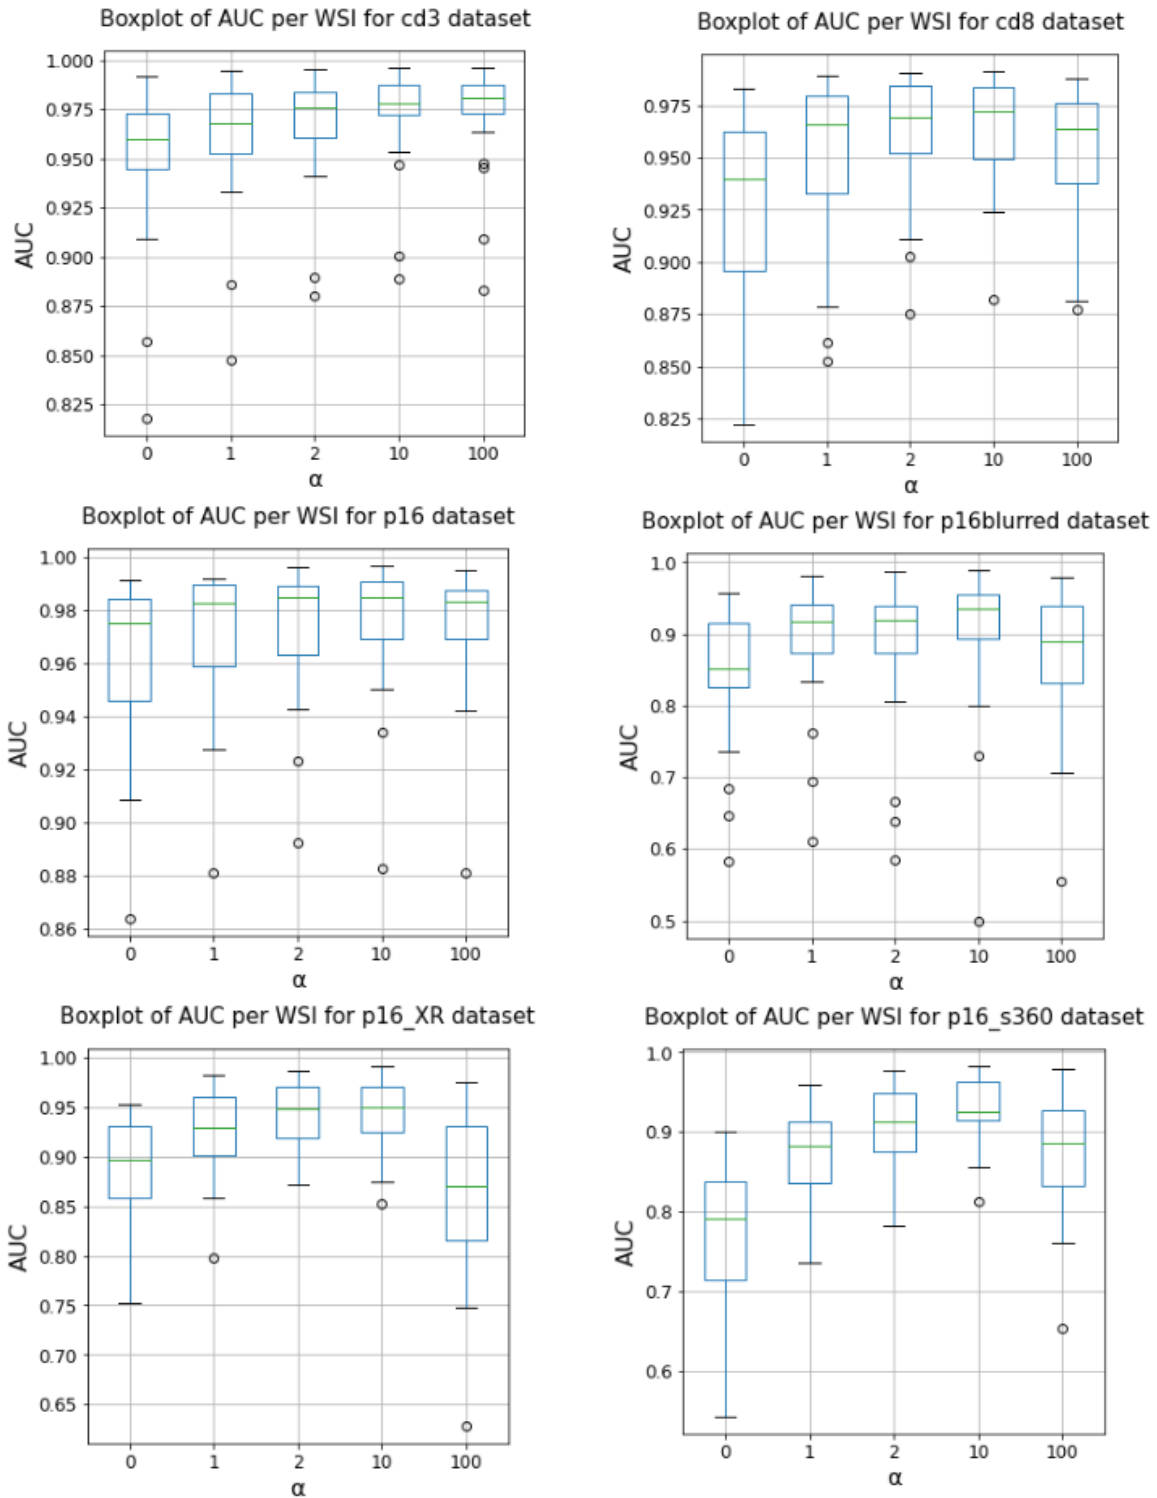 Boxplot of AUC per WSI for cd3 dataset
1.000
0.975
0.950
0.925
0.900
0.875
0.850
0.825
AUC
0 1 2 10 100
α
Boxplot of AUC per WSI for cd8 dataset
0.975
0.950
0.925
0.900
0.875
0.850
0.825
AUC
0 1 2 10 100
α
Boxplot of AUC per WSI for p16 dataset
1.00
0.98
0.96
0.94
0.92
0.90
0.88
0.86
AUC
0 1 2 10 100
α
Boxplot of AUC per WSI for p16blurred dataset
1.0
0.9
0.8
0.7
0.6
0.5
AUC
0 1 2 10 100
α
Boxplot of AUC per WSI for p16_XR dataset
1.00
0.95
0.90
0.85
0.80
0.75
0.70
0.65
AUC
0 1 2 10 100
α
Boxplot of AUC per WSI for p16_s360 dataset
1.0
0.9
0.8
0.7
0.6
AUC
0 1 2 10 100
α